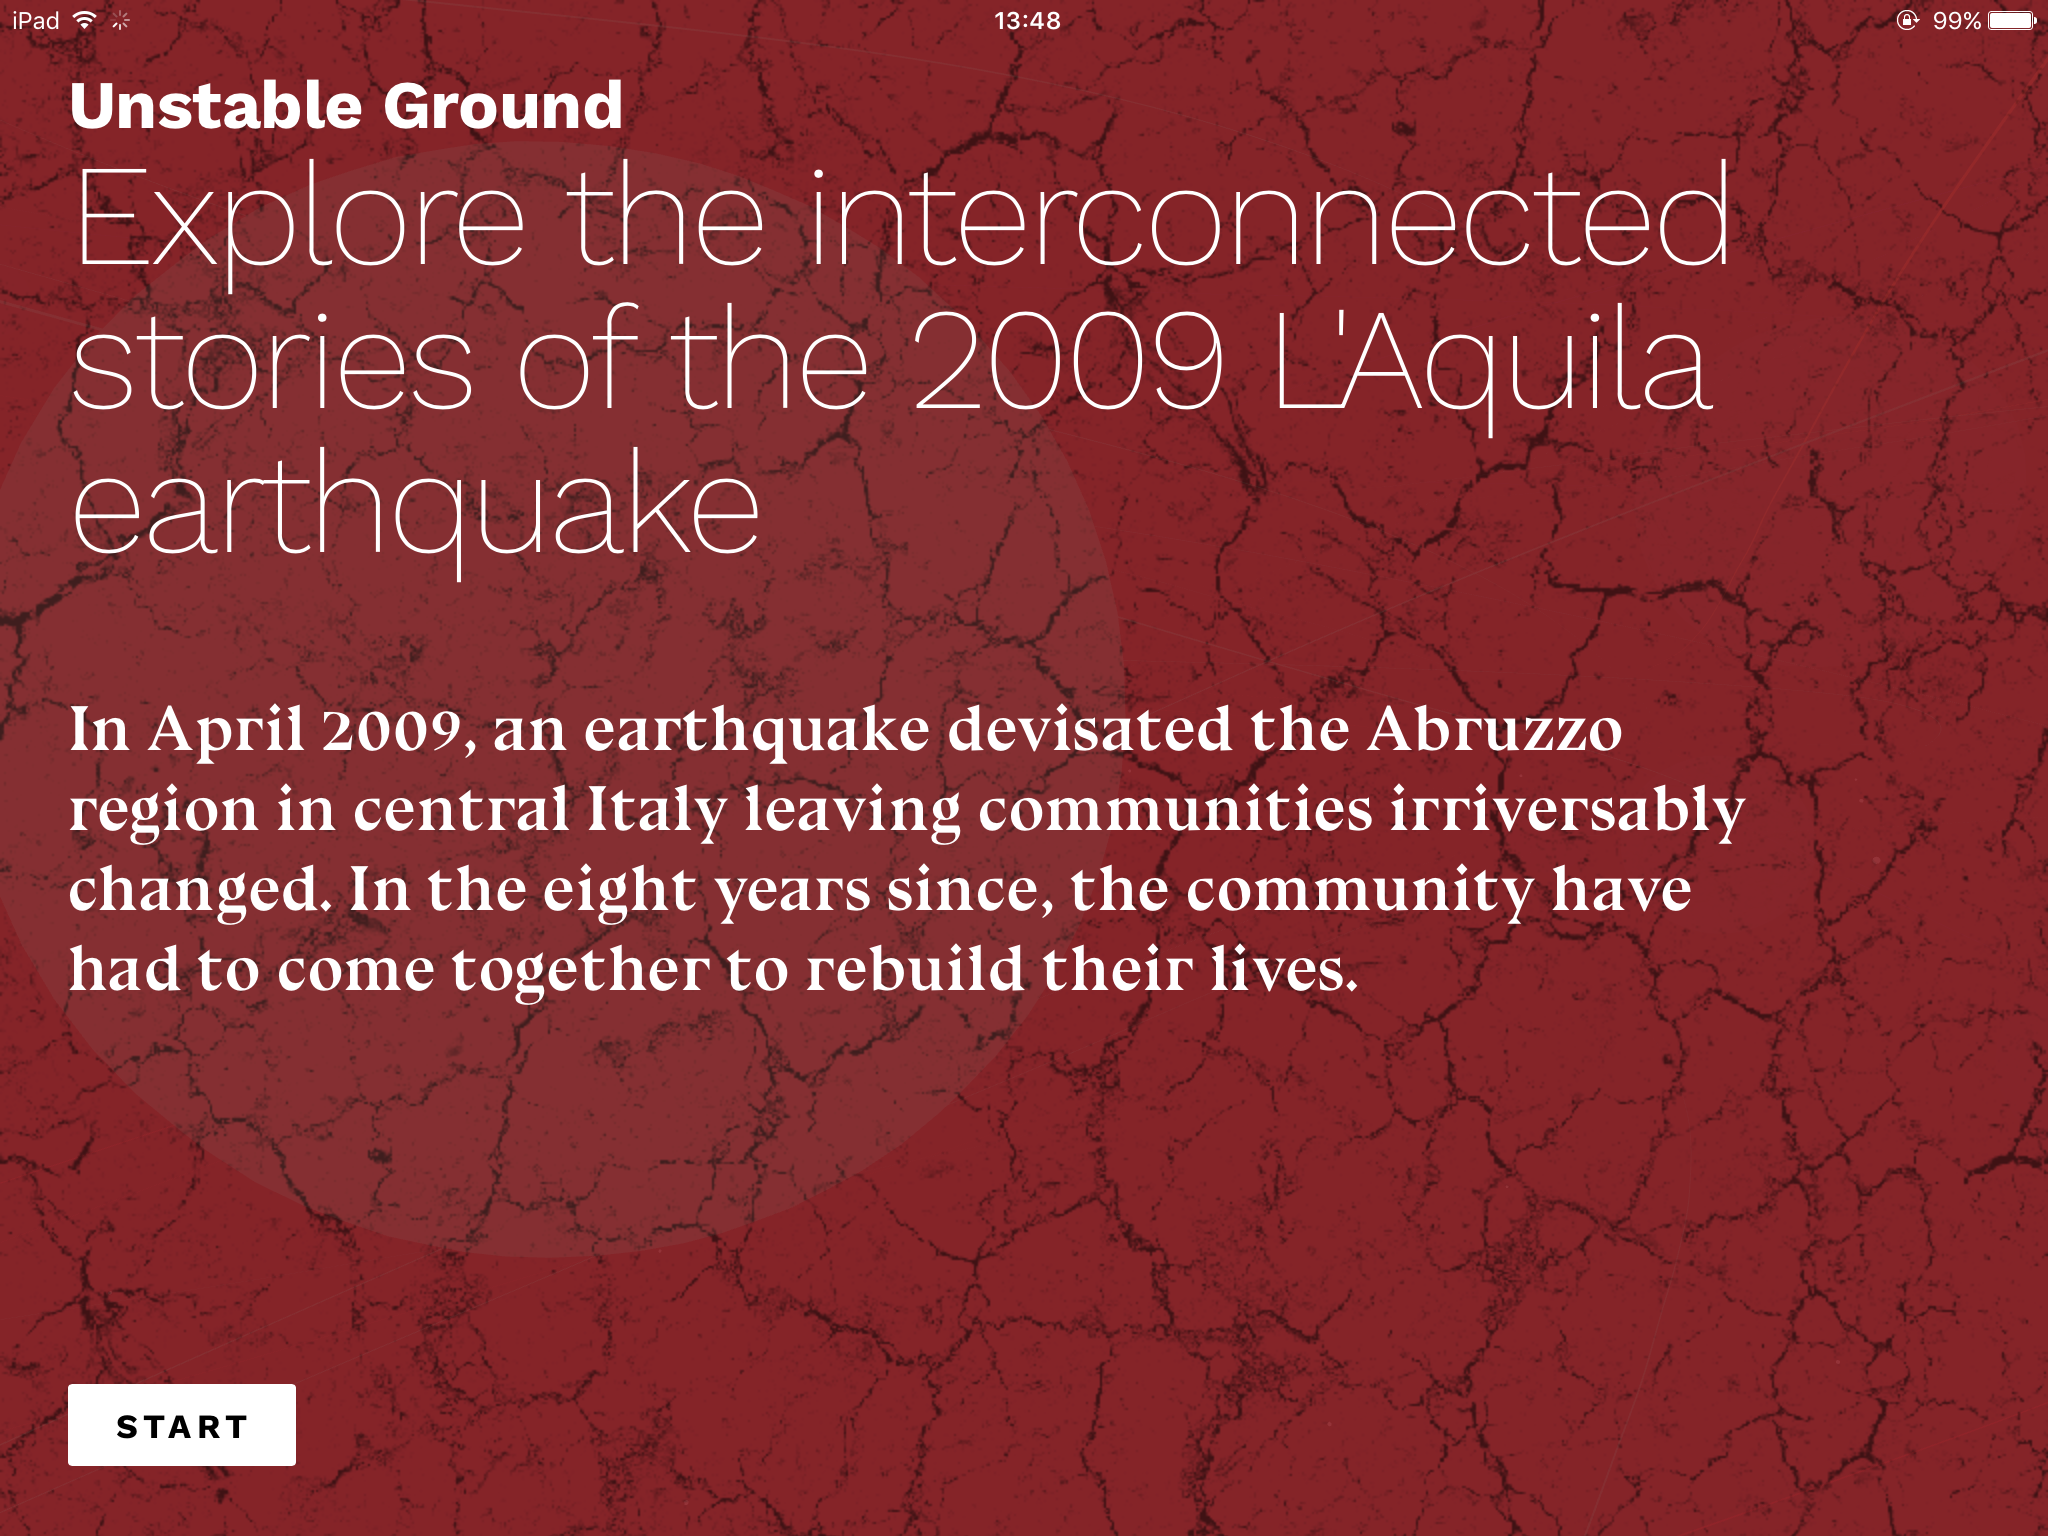 iPad 13:48 99%
Unstable Ground
Explore the interconnected
stories of the 2009 L'Aquila
earthquake
In April 2009, an earthquake devisated the Abruzzo
region in central Italy leaving communities irriversably
changed. In the eight years since, the community have
had to come together to rebuild their lives.
START